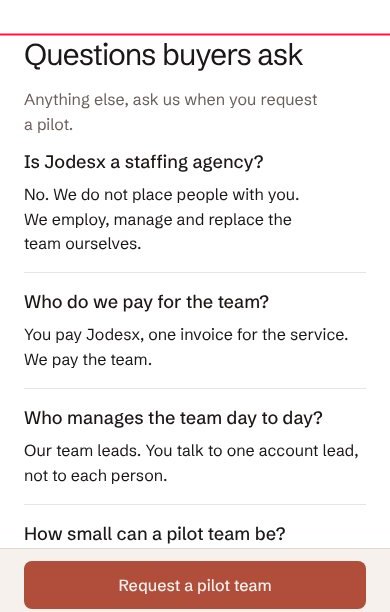 Questions buyers ask
Anything else, ask us when you request
a pilot.
Is Jodesx a staffing agency?
No. We do not place people with you.
We employ, manage and replace the
team ourselves.
Who do we pay for the team?
You pay Jodesx, one invoice for the service.
We pay the team.
Who manages the team day to day?
Our team leads. You talk to one account lead,
not to each person.
How small can a pilot team be?
Request a pilot team